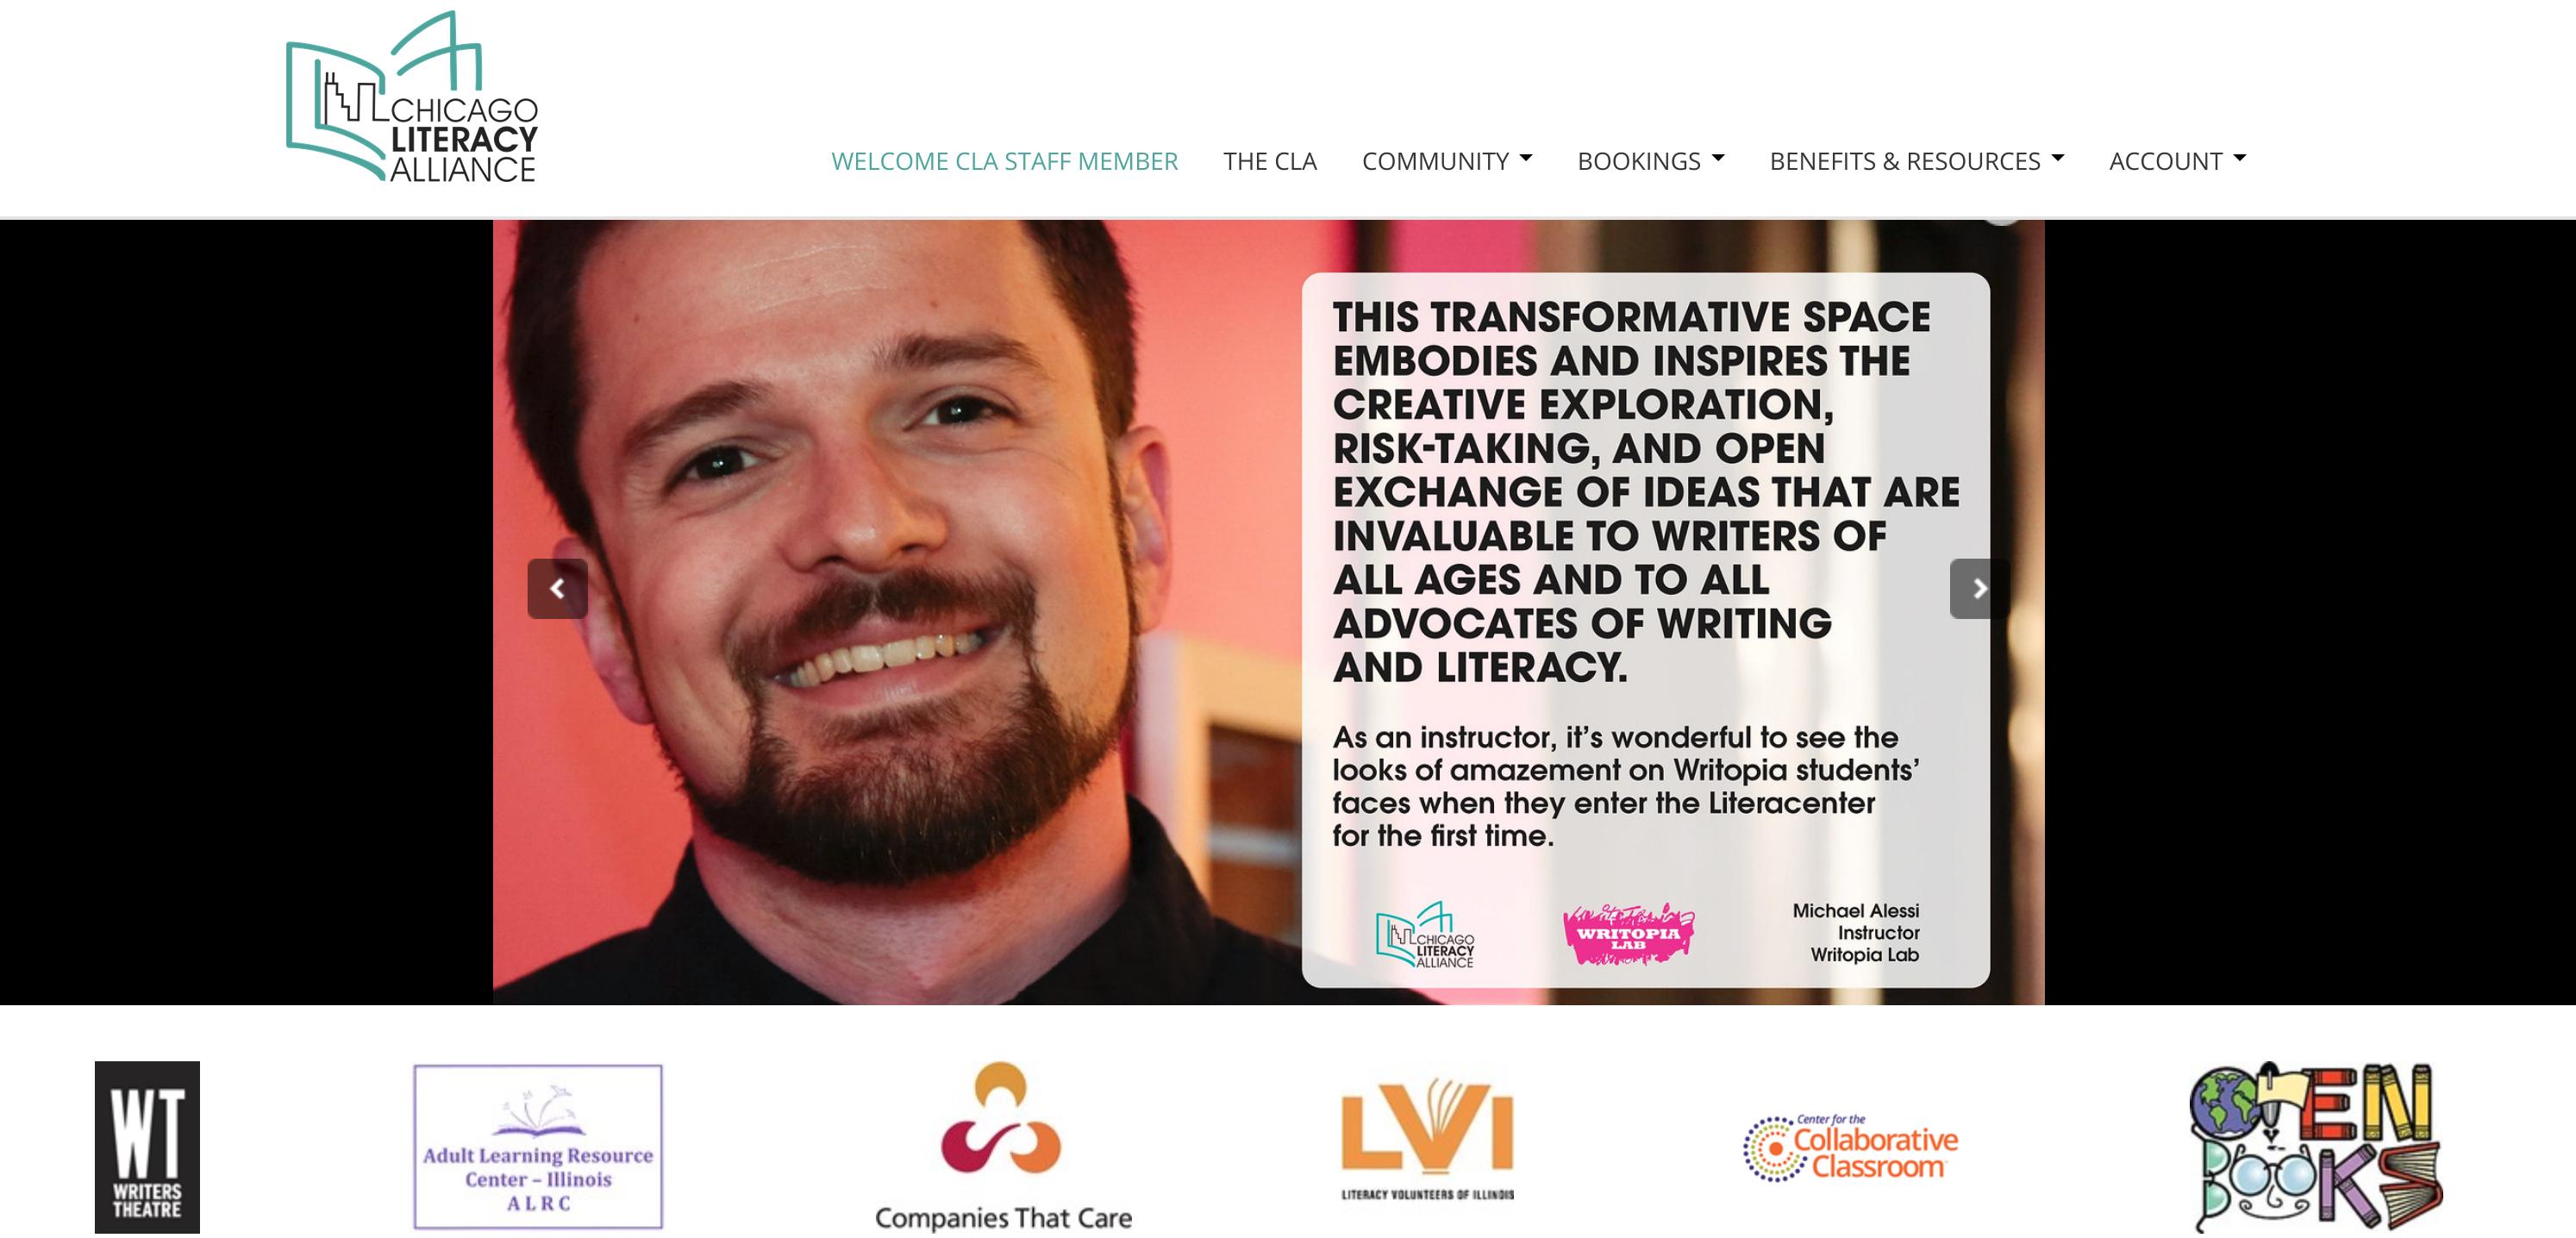 CHICAGO
LITERACY
ALLIANCE
WELCOME CLA STAFF MEMBER
THE CLA
COMMUNITY
BOOKINGS
BENEFITS & RESOURCES
ACCOUNT
THIS TRANSFORMATIVE SPACE
EMBODIES AND INSPIRES THE
CREATIVE EXPLORATION,
RISK-TAKING, AND OPEN
EXCHANGE OF IDEAS THAT ARE
INVALUABLE TO WRITERS OF
ALL AGES AND TO ALL
ADVOCATES OF WRITING
AND LITERACY.
As an instructor, it’s wonderful to see the
looks of amazement on Writopia students’
faces when they enter the Literacenter
for the first time.
CHICAGO
LITERACY
ALLIANCE
WRITOPIA
LAB
Michael Alessi
Instructor
Writopia Lab
WT
WRITERS
THEATRE
Adult Learning Resource
Center – Illinois
ALRC
Companies That Care
LVI
LITERACY VOLUNTEERS OF ILLINOIS
Center for the
Collaborative
Classroom
OPEN
BOOKS